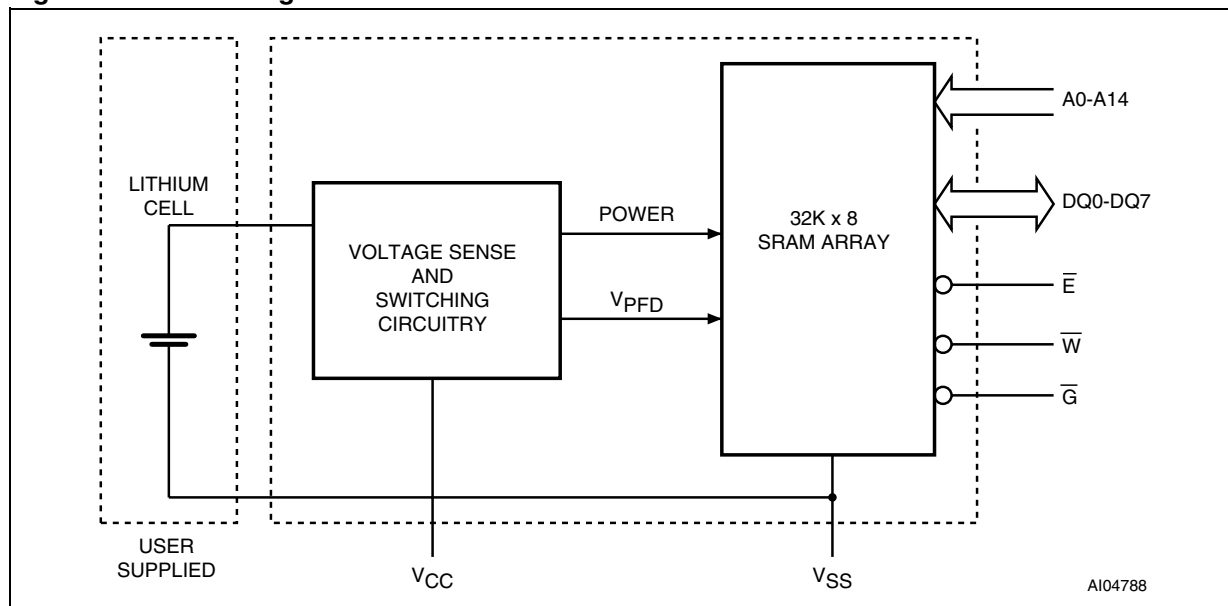 LITHIUM
CELL
VOLTAGE SENSE
AND
SWITCHING
CIRCUITRY
POWER
VPFD
32K x 8
SRAM ARRAY
A0-A14
DQ0-DQ7
E̅
W̅
G̅
USER
SUPPLIED
VCC
VSS
AI04788